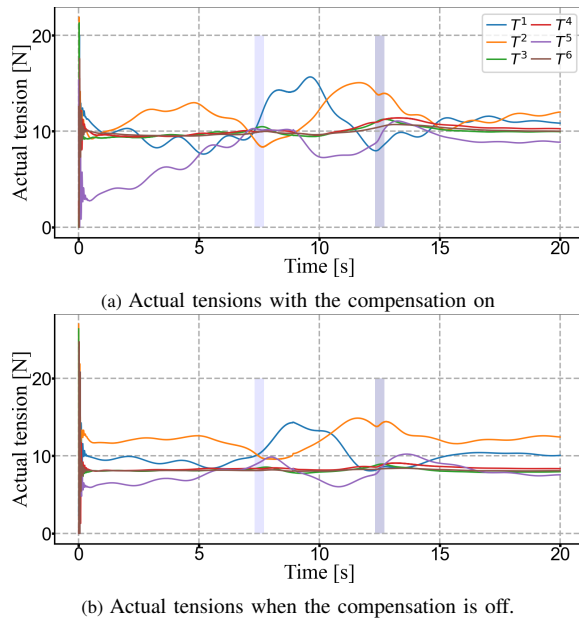 Actual tension [N]
20
10
0
T¹ T⁴
T² T⁵
T³ T⁶
0 5 10 15 20
Time [s]
(a) Actual tensions with the compensation on
Actual tension [N]
20
10
0
0 5 10 15 20
Time [s]
(b) Actual tensions when the compensation is off.